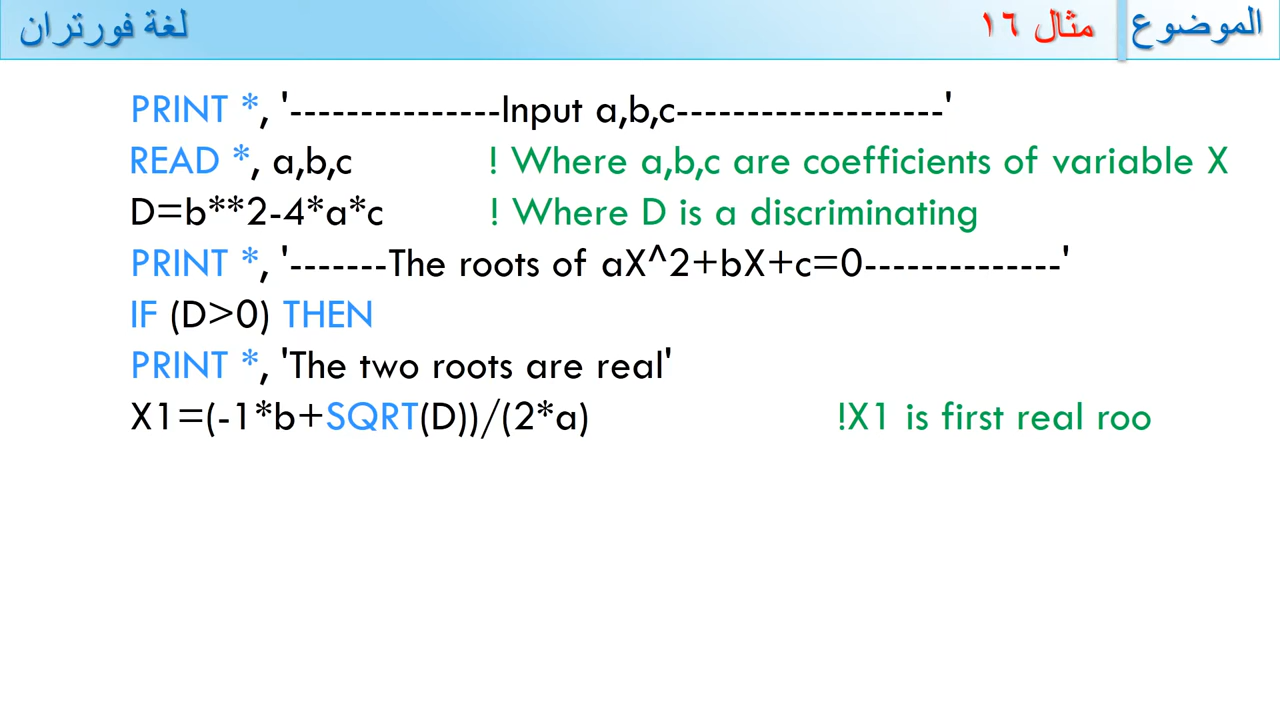 الموضوع مثال ١٦ لغة فورتران
PRINT *, '---------------Input a,b,c-------------------'
READ *, a,b,c ! Where a,b,c are coefficients of variable X
D=b**2-4*a*c ! Where D is a discriminating
PRINT *, '-------The roots of aX^2+bX+c=0--------------'
IF (D>0) THEN
PRINT *, 'The two roots are real'
X1=(-1*b+SQRT(D))/(2*a) !X1 is first real roo